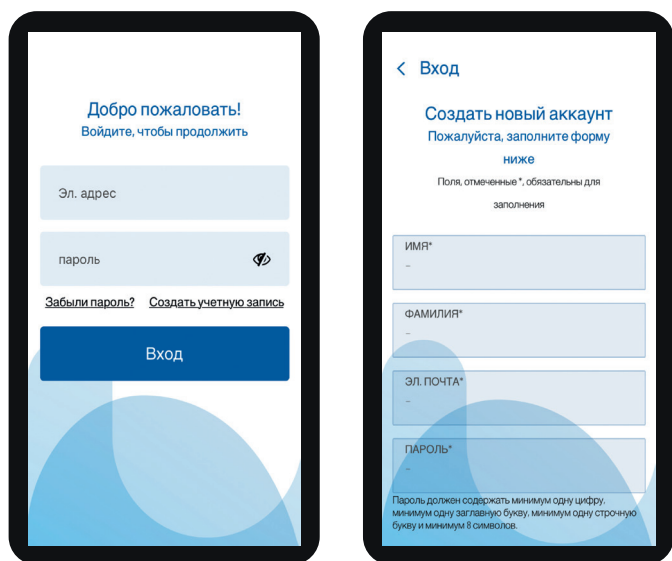 Добро пожаловать!
Войдите, чтобы продолжить
Эл. адрес
пароль
Забыли пароль? Создать учетную запись
Вход
Вход
Создать новый аккаунт
Пожалуйста, заполните форму
ниже
Поля, отмеченные *, обязательны для
заполнения
ИМЯ*
–
ФАМИЛИЯ*
–
ЭЛ. ПОЧТА*
–
ПАРОЛЬ*
–
Пароль должен содержать минимум одну цифру,
минимум одну заглавную букву, минимум одну строчную
букву и минимум 8 символов.